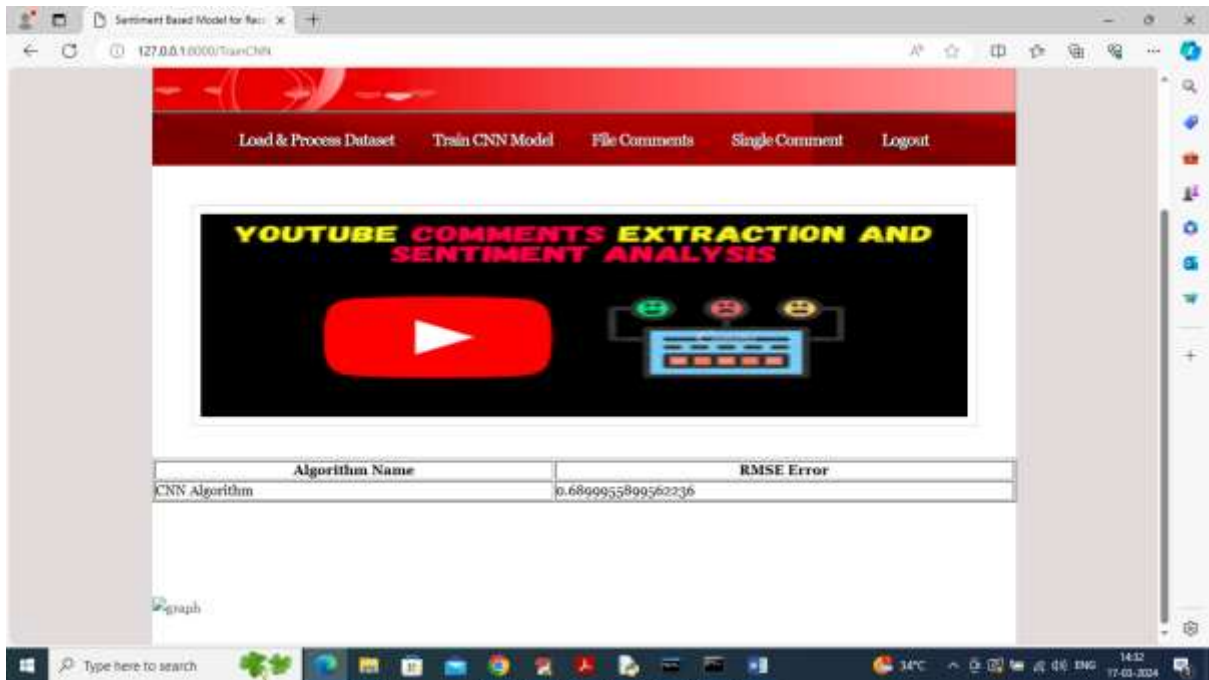 Sentiment Based Model for Rec
127.0.0.1:8000/TrainCNN
Load & Process Dataset Train CNN Model File Comments Single Comment Logout
YOUTUBE COMMENTS EXTRACTION AND
SENTIMENT ANALYSIS
Algorithm Name RMSE Error
CNN Algorithm 0.6899955899562236
graph
Type here to search
34°C ENG 14:32
17-03-2024